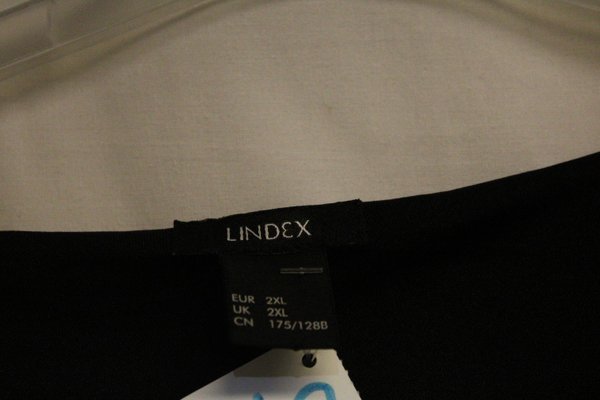 LINDEX
EUR 2XL
UK 2XL
CN 175/128B